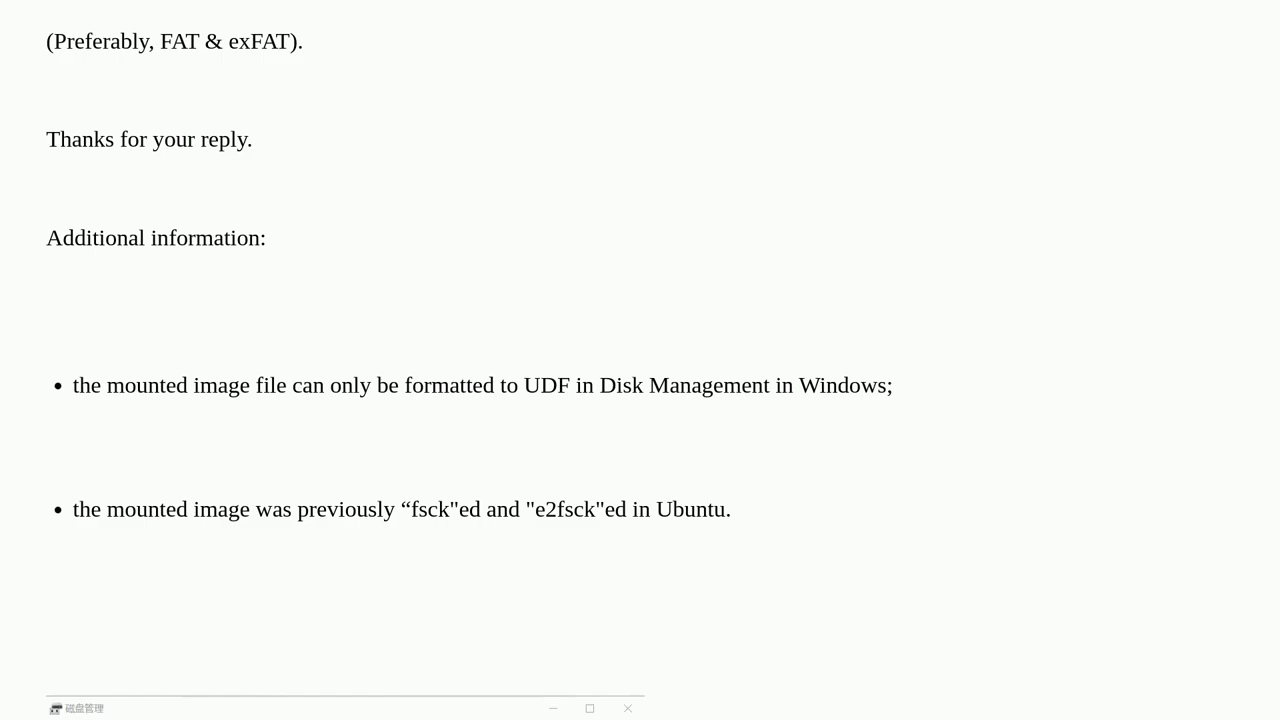 (Preferably, FAT & exFAT).
Thanks for your reply.
Additional information:
• the mounted image file can only be formatted to UDF in Disk Management in Windows;
• the mounted image was previously “fsck"ed and "e2fsck"ed in Ubuntu.
磁盘管理